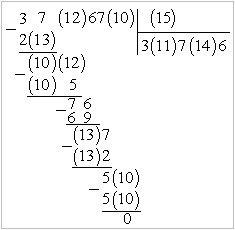 3 7 (12)67(10) (15)
− 2(13) 3(11)7(14)6
(10)(12)
− (10) 5
− 7 6
6 9
(13)7
− (13)2
5(10)
− 5(10)
0